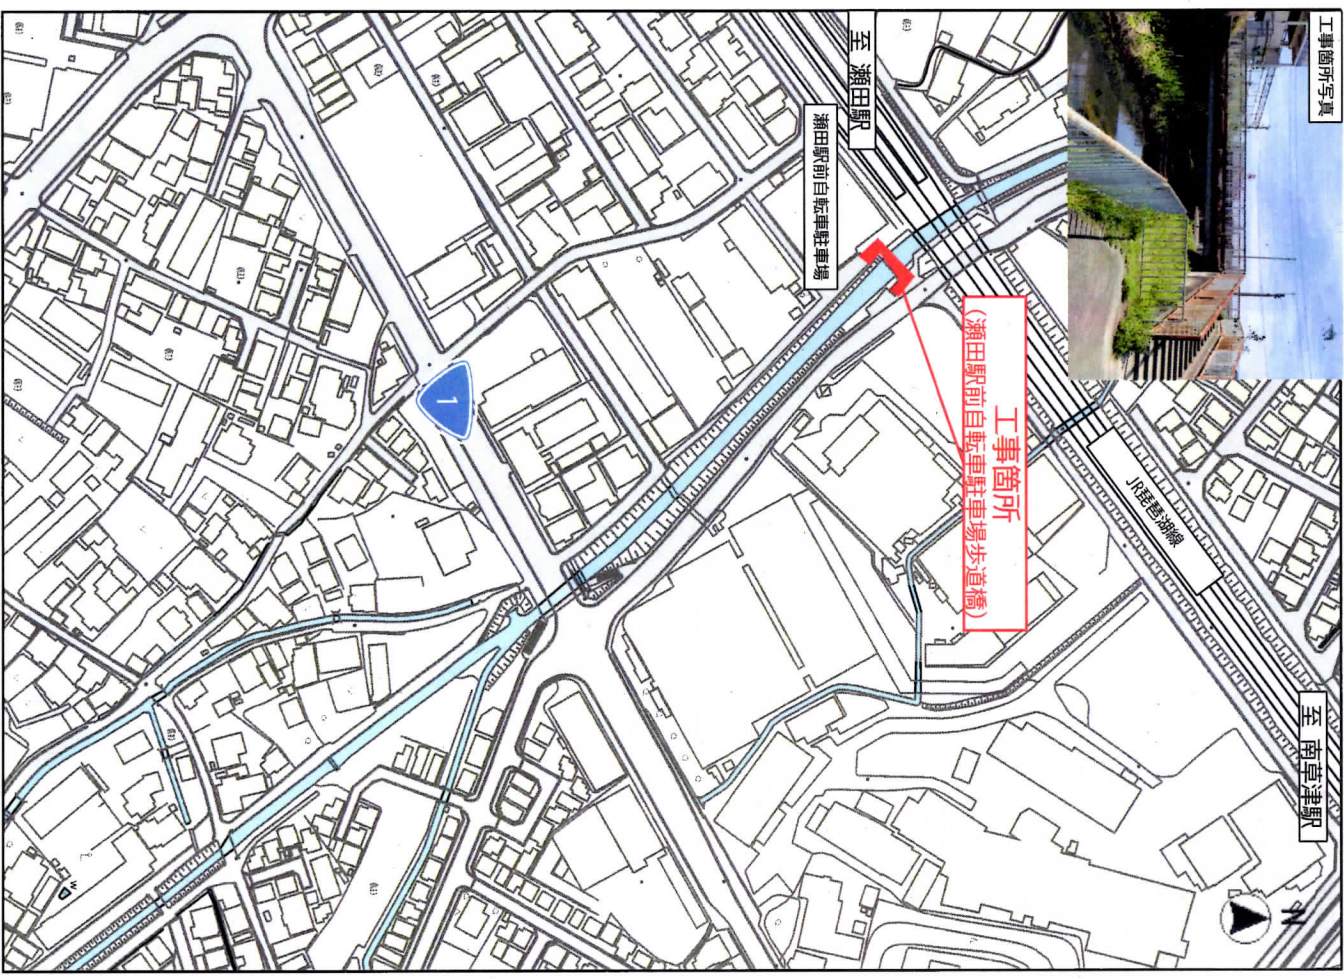 工事箇所写真
至 瀬田駅
瀬田駅前自転車駐車場
工事箇所
(瀬田駅前自転車駐車場歩道橋)
JR琵琶湖線
至 南草津駅
1
N
W